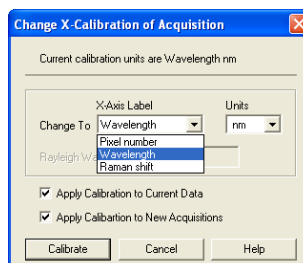 Change X-Calibration of Acquisition
Current calibration units are Wavelength nm
X-Axis Label Units
Change To Wavelength nm
Pixel number
Wavelength
Rayleigh Wa
Raman shift
Apply Calibration to Current Data
Apply Calibartion to New Acquisitions
Calibrate Cancel Help